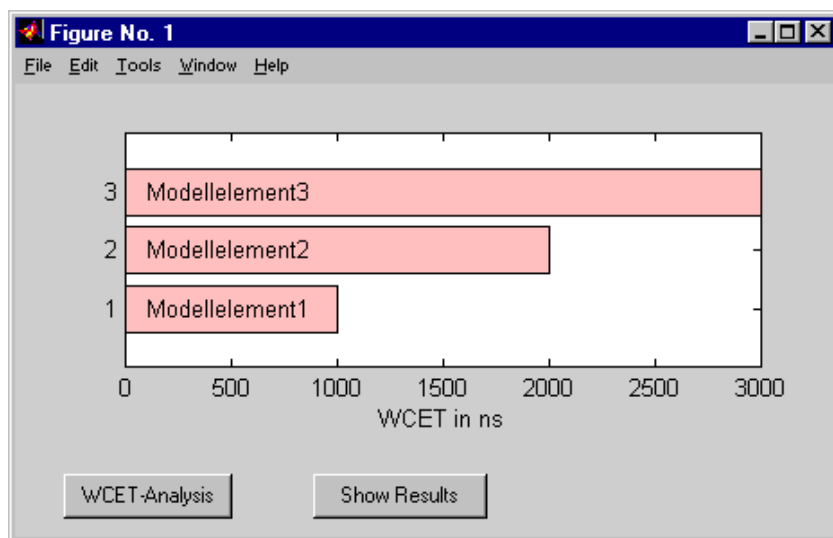 Figure No. 1
File Edit Tools Window Help
3 Modellelement3
2 Modellelement2
1 Modellelement1
0 500 1000 1500 2000 2500 3000
WCET in ns
WCET-Analysis Show Results